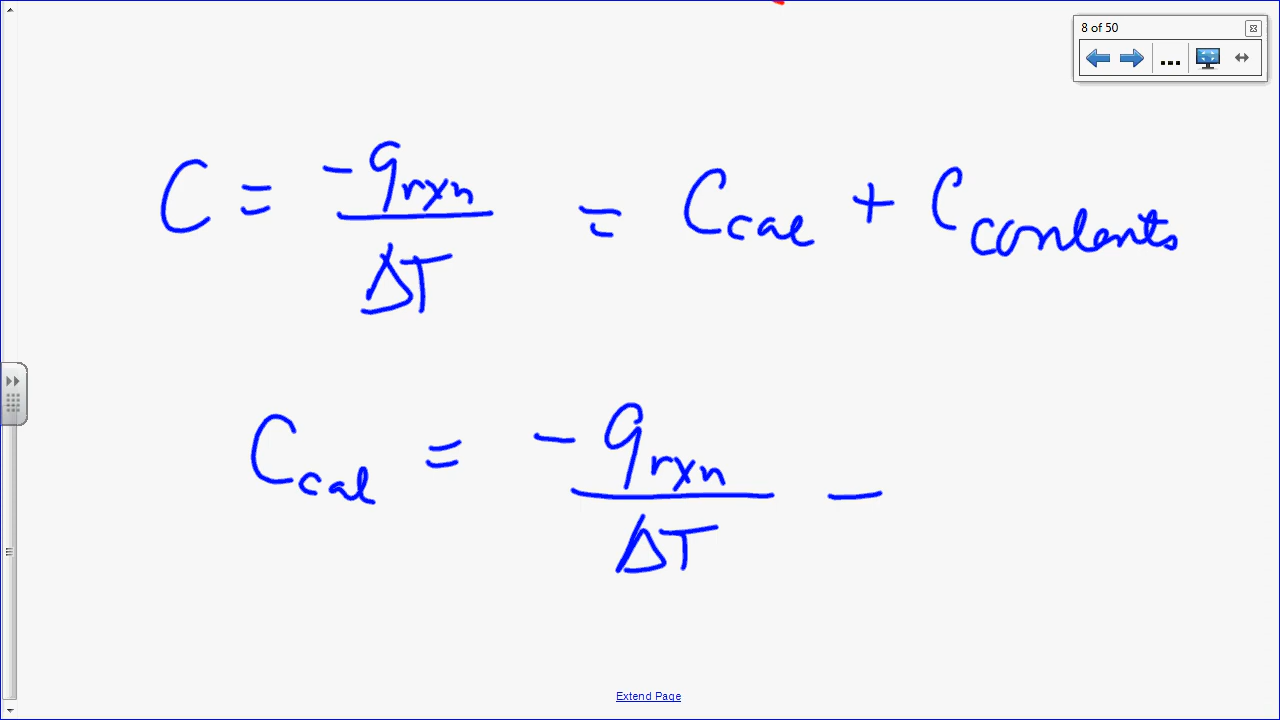 8 of 50
C = -q_rxn / ΔT = C_cal + C_contents
C_cal = -q_rxn / ΔT -
Extend Page